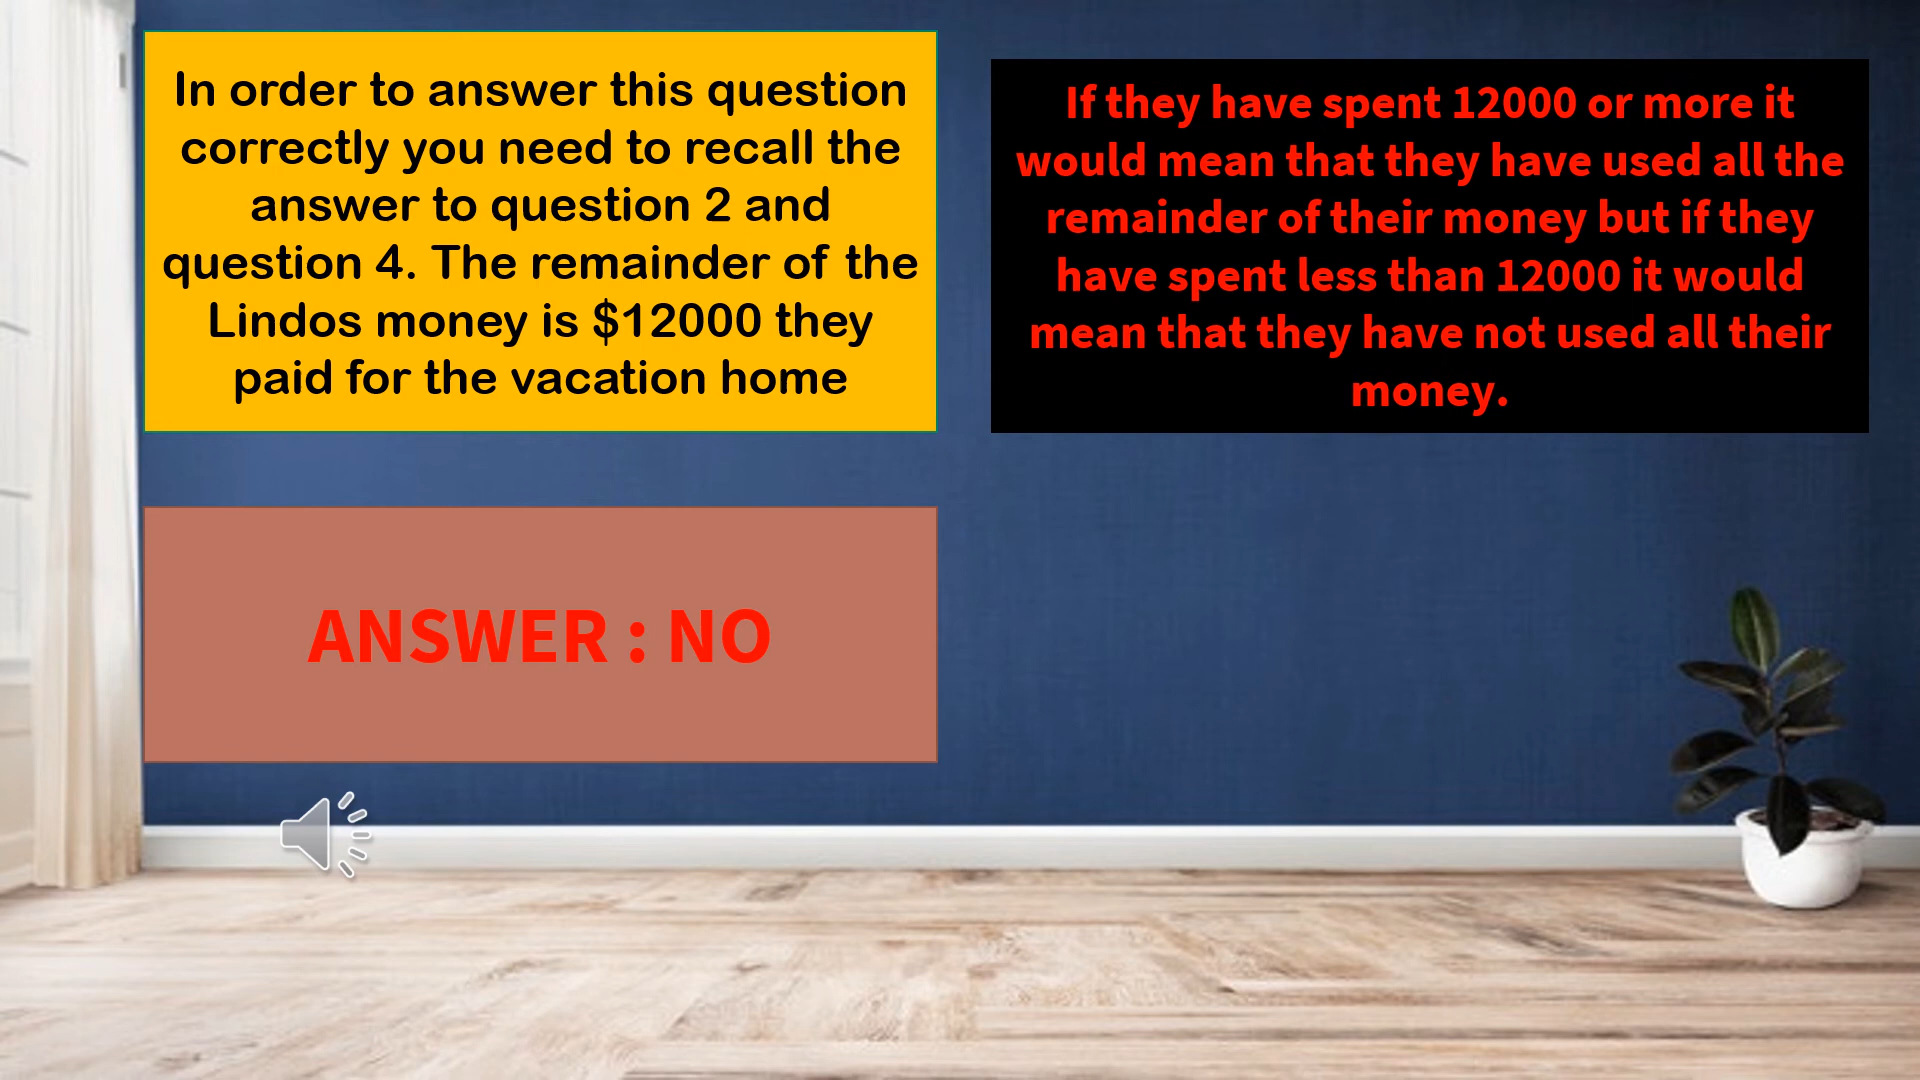 In order to answer this question
correctly you need to recall the
answer to question 2 and
question 4. The remainder of the
Lindos money is $12000 they
paid for the vacation home
If they have spent 12000 or more it
would mean that they have used all the
remainder of their money but if they
have spent less than 12000 it would
mean that they have not used all their
money.
ANSWER : NO